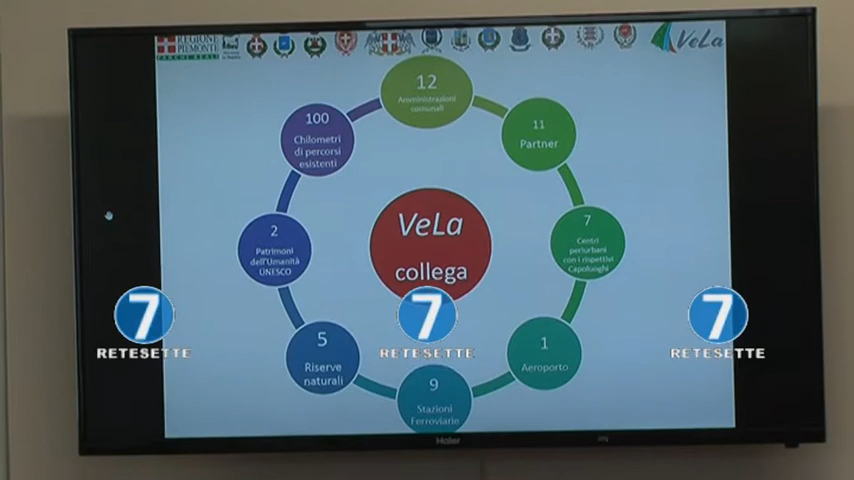 REGIONE
PIEMONTE
PARCHI REALI
VeLa
12
Amministrazioni
comunali
11
Partner
7
Centri
periurbani
con i rispettivi
Capoluoghi
1
Aeroporto
9
Stazioni
Ferroviarie
5
Riserve
naturali
2
Patrimoni
dell'Umanità
UNESCO
100
Chilometri
di percorsi
esistenti
VeLa
collega
7
RETESETTE
7
RETESETTE
7
RETESETTE
Haier